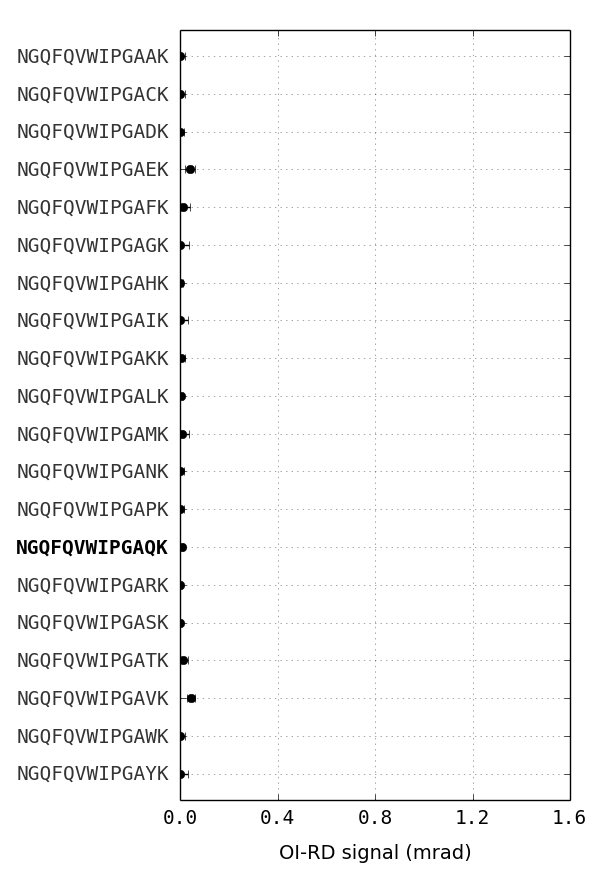 NGQFQVWIPGAAK
NGQFQVWIPGACK
NGQFQVWIPGADK
NGQFQVWIPGAEK
NGQFQVWIPGAFK
NGQFQVWIPGAGK
NGQFQVWIPGAHK
NGQFQVWIPGAIK
NGQFQVWIPGAKK
NGQFQVWIPGALK
NGQFQVWIPGAMK
NGQFQVWIPGANK
NGQFQVWIPGAPK
NGQFQVWIPGAQK
NGQFQVWIPGARK
NGQFQVWIPGASK
NGQFQVWIPGATK
NGQFQVWIPGAVK
NGQFQVWIPGAWK
NGQFQVWIPGAYK
0.0 0.4 0.8 1.2 1.6
OI-RD signal (mrad)